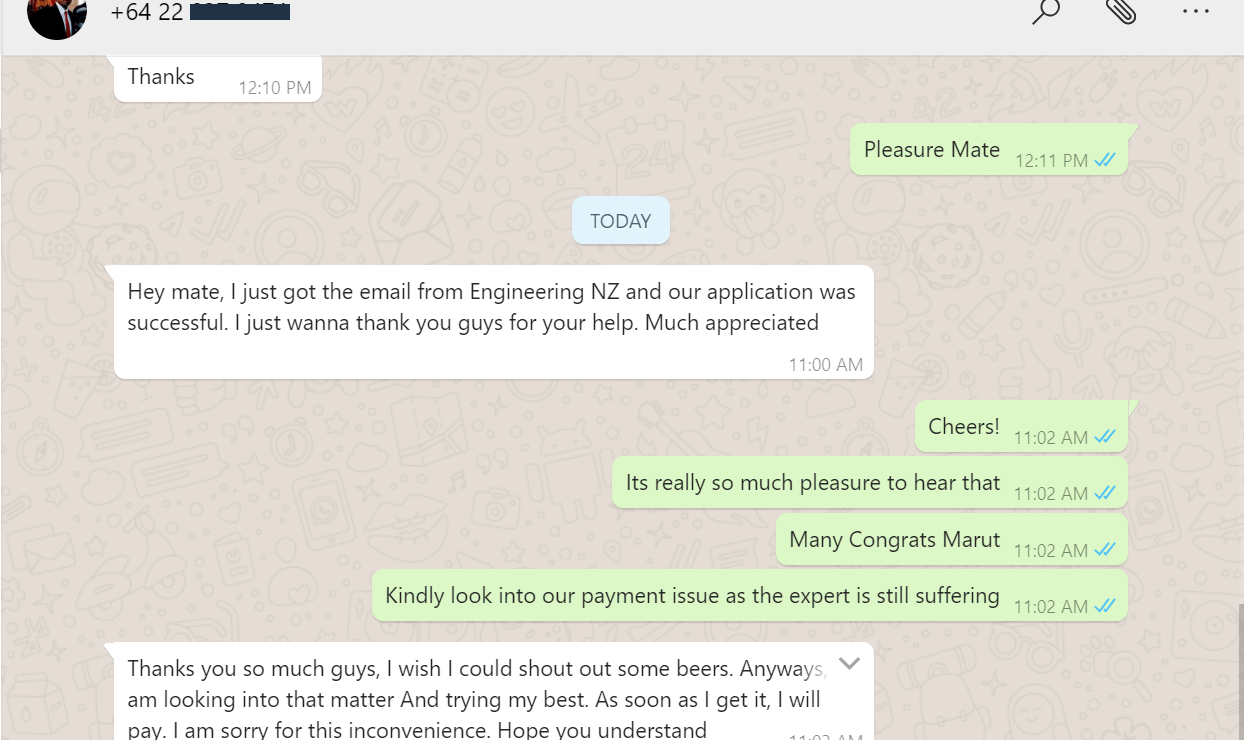 +64 22
Thanks
12:10 PM
Pleasure Mate
12:11 PM
TODAY
Hey mate, I just got the email from Engineering NZ and our application was
successful. I just wanna thank you guys for your help. Much appreciated
11:00 AM
Cheers!
11:02 AM
Its really so much pleasure to hear that
11:02 AM
Many Congrats Marut
11:02 AM
Kindly look into our payment issue as the expert is still suffering
11:02 AM
Thanks you so much guys, I wish I could shout out some beers. Anyways,
am looking into that matter And trying my best. As soon as I get it, I will
pay. I am sorry for this inconvenience. Hope you understand